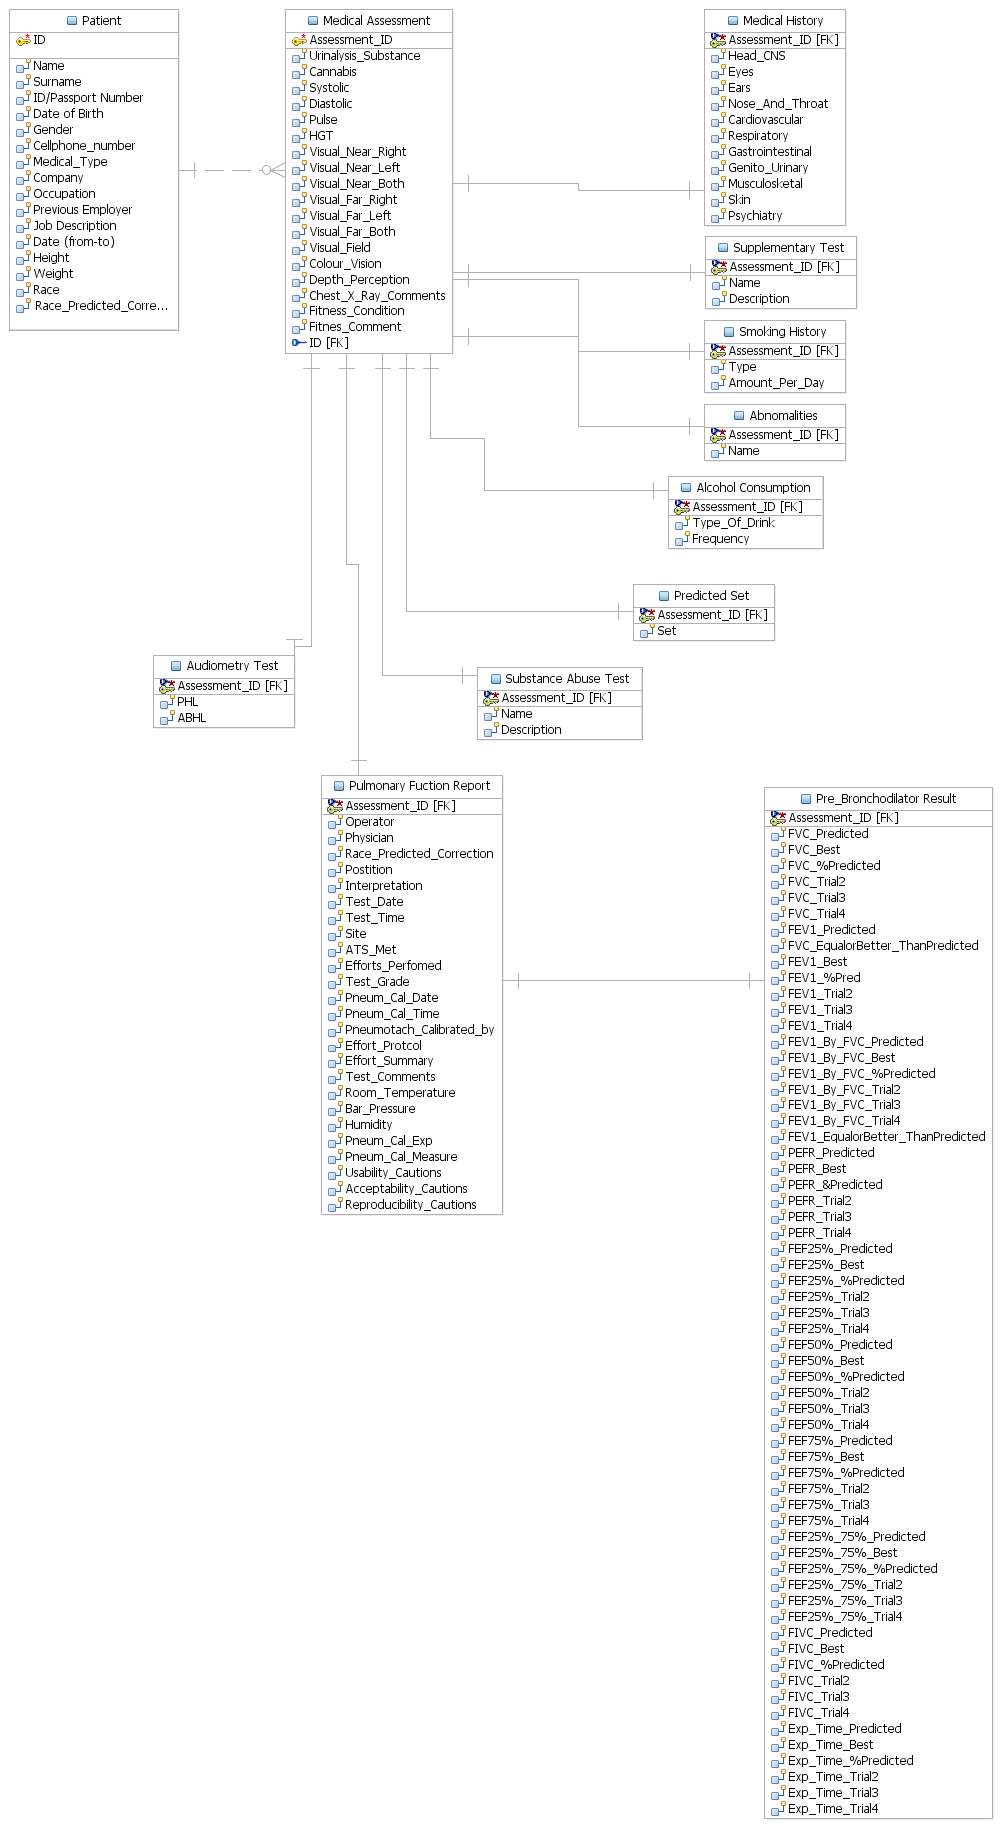 Patient
ID
Name
Surname
ID/Passport Number
Date of Birth
Gender
Cellphone_number
Medical_Type
Company
Occupation
Previous Employer
Job Description
Date (from-to)
Height
Weight
Race
Race_Predicted_Corre...
Medical Assessment
Assessment_ID
Urinalysis_Substance
Cannabis
Systolic
Diastolic
Pulse
HGT
Visual_Near_Right
Visual_Near_Left
Visual_Near_Both
Visual_Far_Right
Visual_Far_Left
Visual_Far_Both
Visual_Field
Colour_Vision
Depth_Perception
Chest_X_Ray_Comments
Fitness_Condition
Fitnes_Comment
ID [FK]
Medical History
Assessment_ID [FK]
Head_CNS
Eyes
Ears
Nose_And_Throat
Cardiovascular
Respiratory
Gastrointestinal
Genito_Urinary
Musculosketal
Skin
Psychiatry
Supplementary Test
Assessment_ID [FK]
Name
Description
Smoking History
Assessment_ID [FK]
Type
Amount_Per_Day
Abnomalities
Assessment_ID [FK]
Name
Alcohol Consumption
Assessment_ID [FK]
Type_Of_Drink
Frequency
Predicted Set
Assessment_ID [FK]
Set
Audiometry Test
Assessment_ID [FK]
PHL
ABHL
Substance Abuse Test
Assessment_ID [FK]
Name
Description
Pulmonary Fuction Report
Assessment_ID [FK]
Operator
Physician
Race_Predicted_Correction
Postition
Interpretation
Test_Date
Test_Time
Site
ATS_Met
Efforts_Perfomed
Test_Grade
Pneum_Cal_Date
Pneum_Cal_Time
Pneumotach_Calibrated_by
Effort_Protcol
Effort_Summary
Test_Comments
Room_Temperature
Bar_Pressure
Humidity
Pneum_Cal_Exp
Pneum_Cal_Measure
Usability_Cautions
Acceptability_Cautions
Reproducibility_Cautions
Pre_Bronchodilator Result
Assessment_ID [FK]
FVC_Predicted
FVC_Best
FVC_%Predicted
FVC_Trial2
FVC_Trial3
FVC_Trial4
FEV1_Predicted
FVC_EqualorBetter_ThanPredicted
FEV1_Best
FEV1_%Pred
FEV1_Trial2
FEV1_Trial3
FEV1_Trial4
FEV1_By_FVC_Predicted
FEV1_By_FVC_Best
FEV1_By_FVC_%Predicted
FEV1_By_FVC_Trial2
FEV1_By_FVC_Trial3
FEV1_By_FVC_Trial4
FEV1_EqualorBetter_ThanPredicted
PEFR_Predicted
PEFR_Best
PEFR_&Predicted
PEFR_Trial2
PEFR_Trial3
PEFR_Trial4
FEF25%_Predicted
FEF25%_Best
FEF25%_%Predicted
FEF25%_Trial2
FEF25%_Trial3
FEF25%_Trial4
FEF50%_Predicted
FEF50%_Best
FEF50%_%Predicted
FEF50%_Trial2
FEF50%_Trial3
FEF50%_Trial4
FEF75%_Predicted
FEF75%_Best
FEF75%_%Predicted
FEF75%_Trial2
FEF75%_Trial3
FEF75%_Trial4
FEF25%_75%_Predicted
FEF25%_75%_Best
FEF25%_75%_%Predicted
FEF25%_75%_Trial2
FEF25%_75%_Trial3
FEF25%_75%_Trial4
FIVC_Predicted
FIVC_Best
FIVC_%Predicted
FIVC_Trial2
FIVC_Trial3
FIVC_Trial4
Exp_Time_Predicted
Exp_Time_Best
Exp_Time_%Predicted
Exp_Time_Trial2
Exp_Time_Trial3
Exp_Time_Trial4